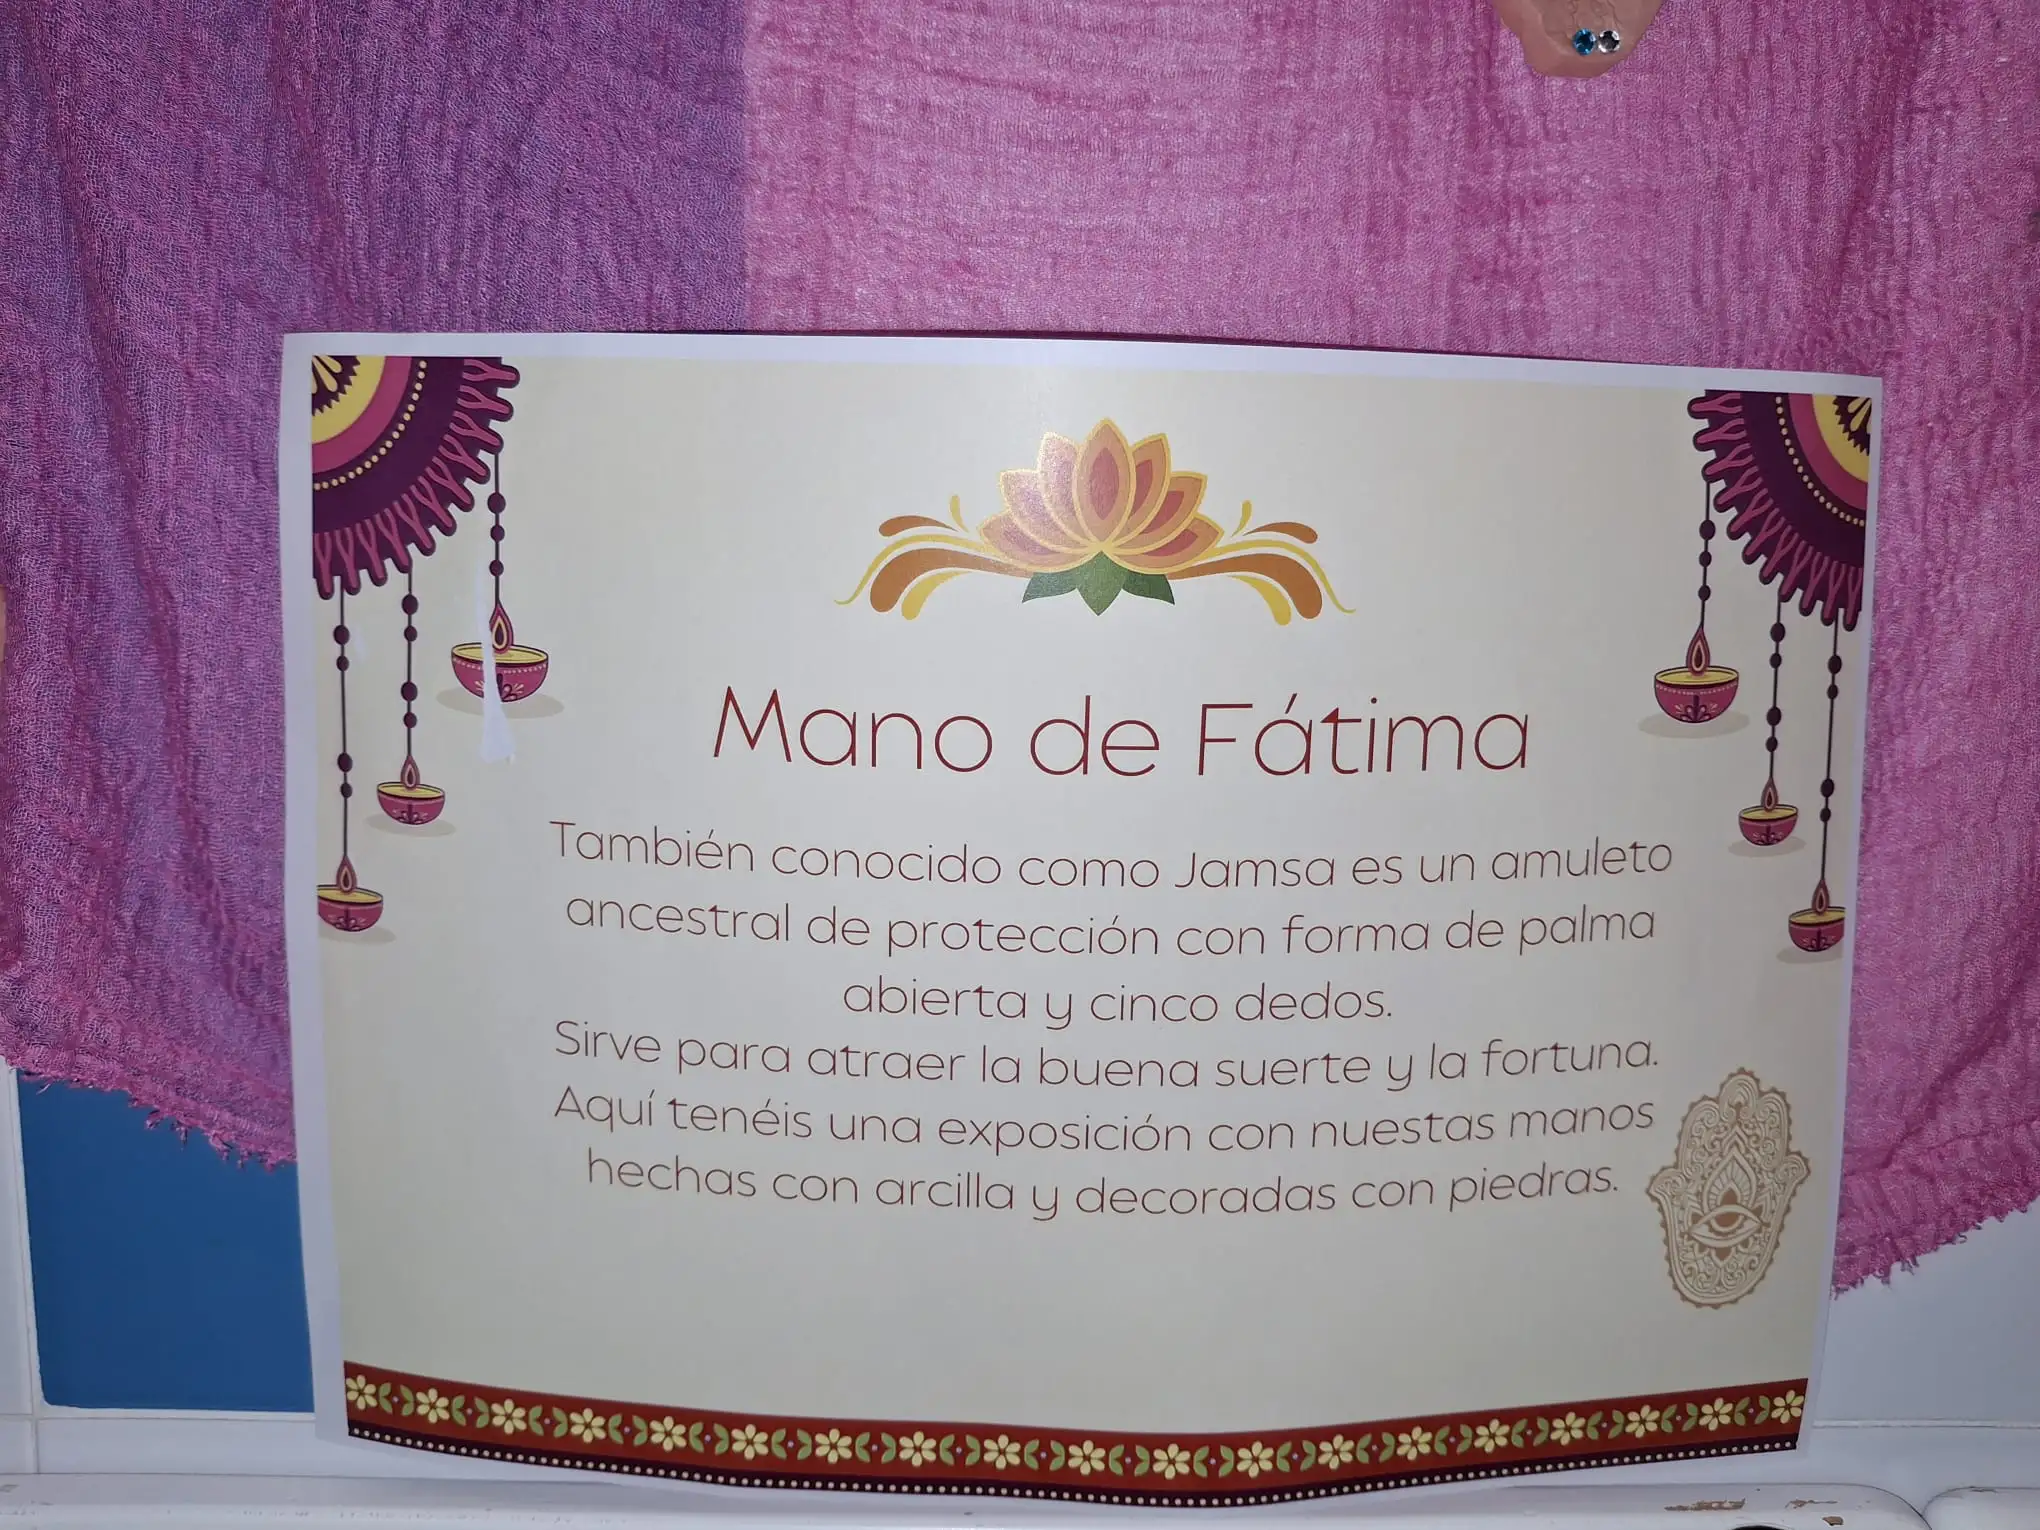 Mano de Fátima
También conocido como Jamsa es un amuleto
ancestral de protección con forma de palma
abierta y cinco dedos.
Sirve para atraer la buena suerte y la fortuna.
Aquí tenéis una exposición con nuestas manos
hechas con arcilla y decoradas con piedras.